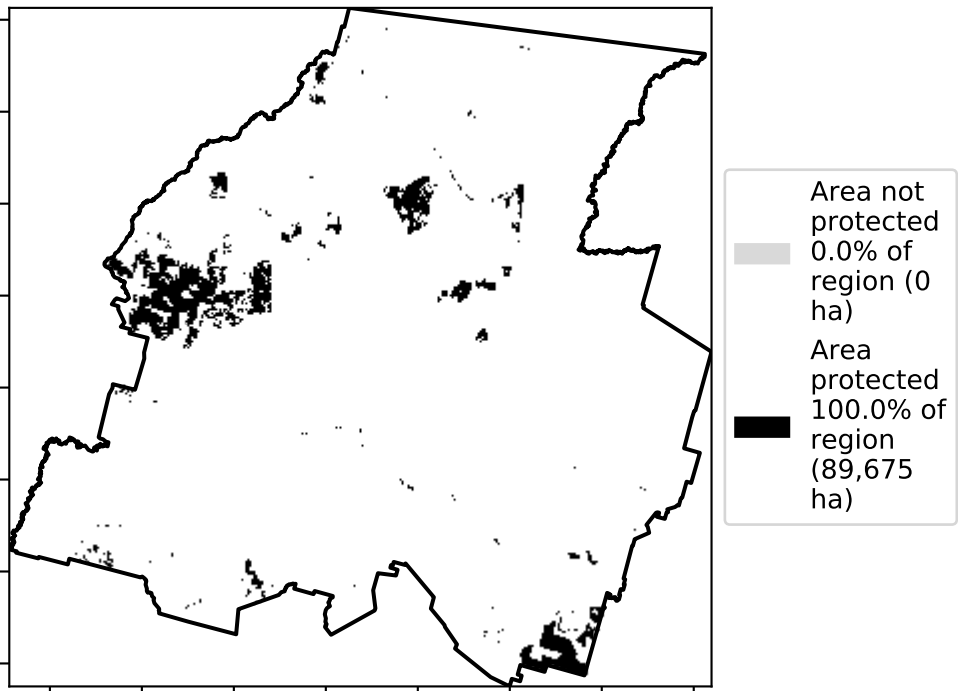 Area not
protected
0.0% of
region (0
ha)
Area
protected
100.0% of
region
(89,675
ha)